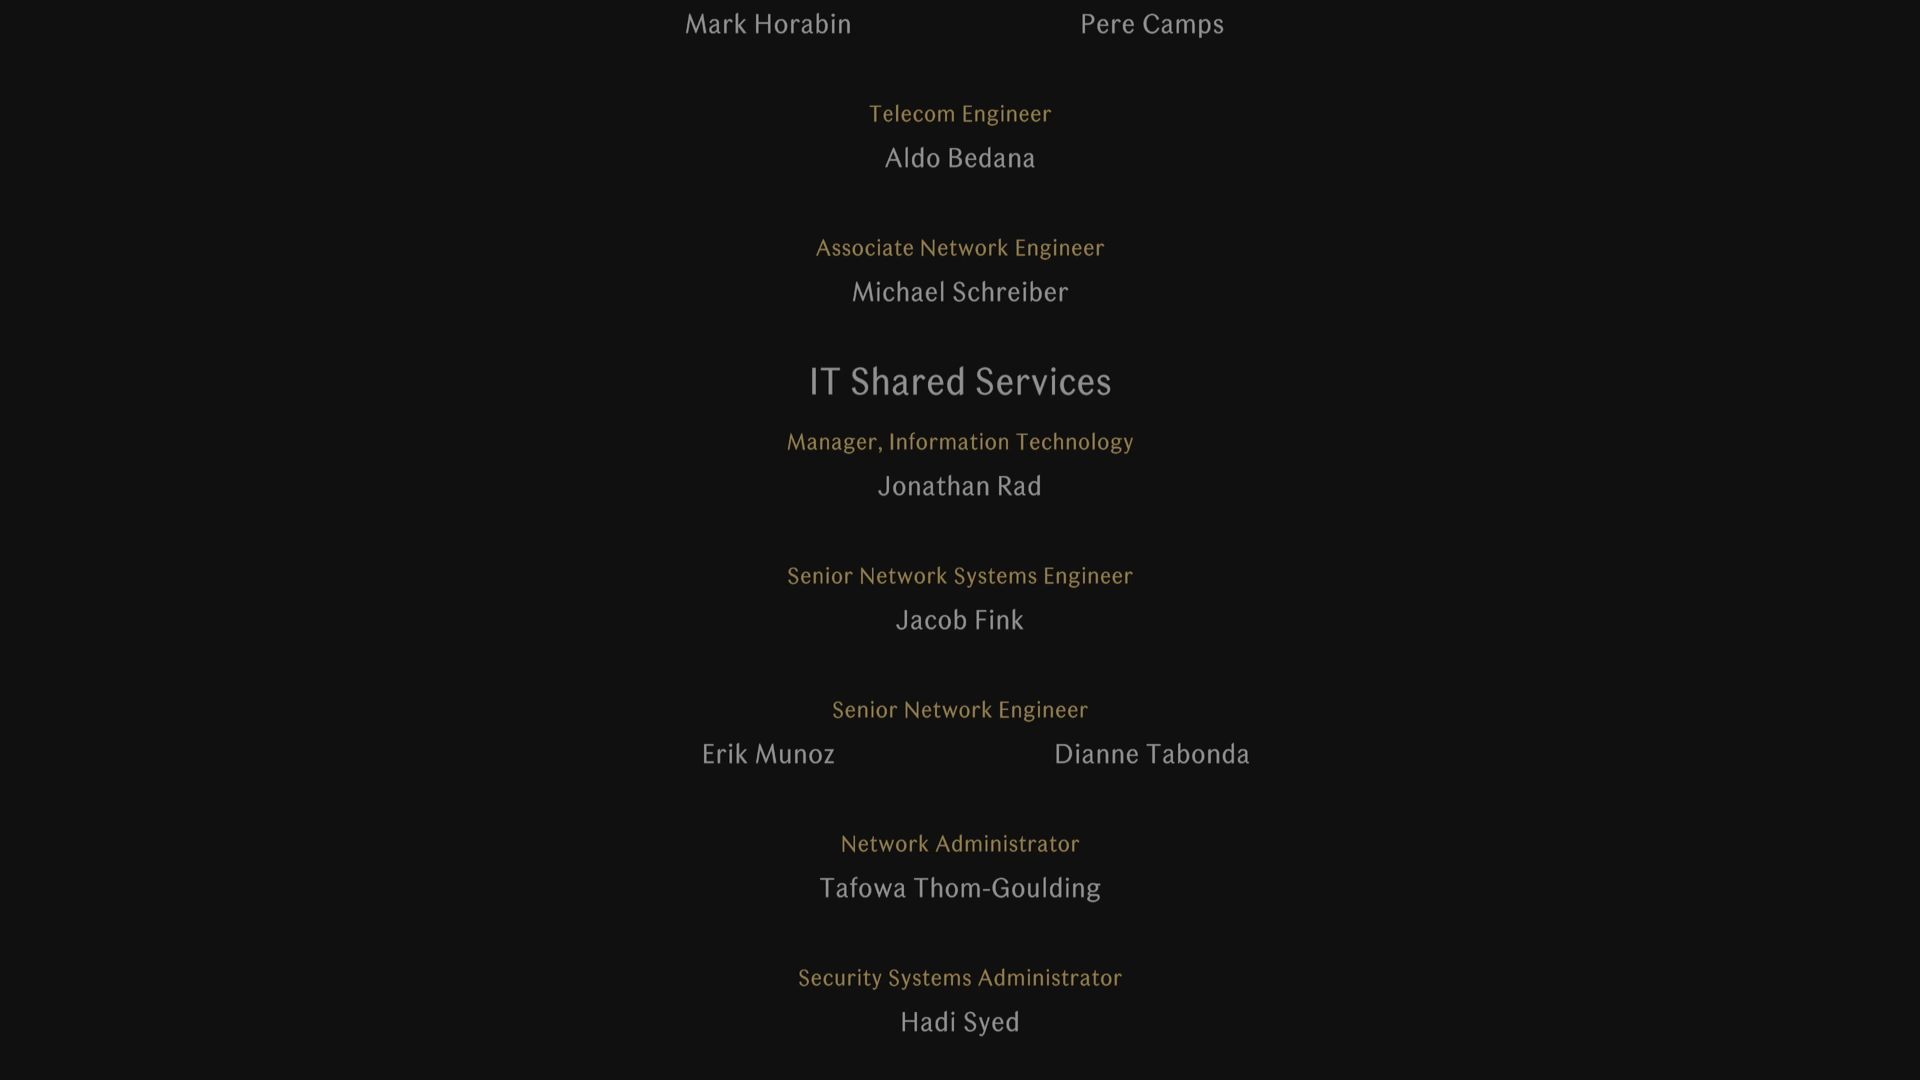 Mark Horabin Pere Camps
Telecom Engineer
Aldo Bedana
Associate Network Engineer
Michael Schreiber
IT Shared Services
Manager, Information Technology
Jonathan Rad
Senior Network Systems Engineer
Jacob Fink
Senior Network Engineer
Erik Munoz Dianne Tabonda
Network Administrator
Tafowa Thom-Goulding
Security Systems Administrator
Hadi Syed